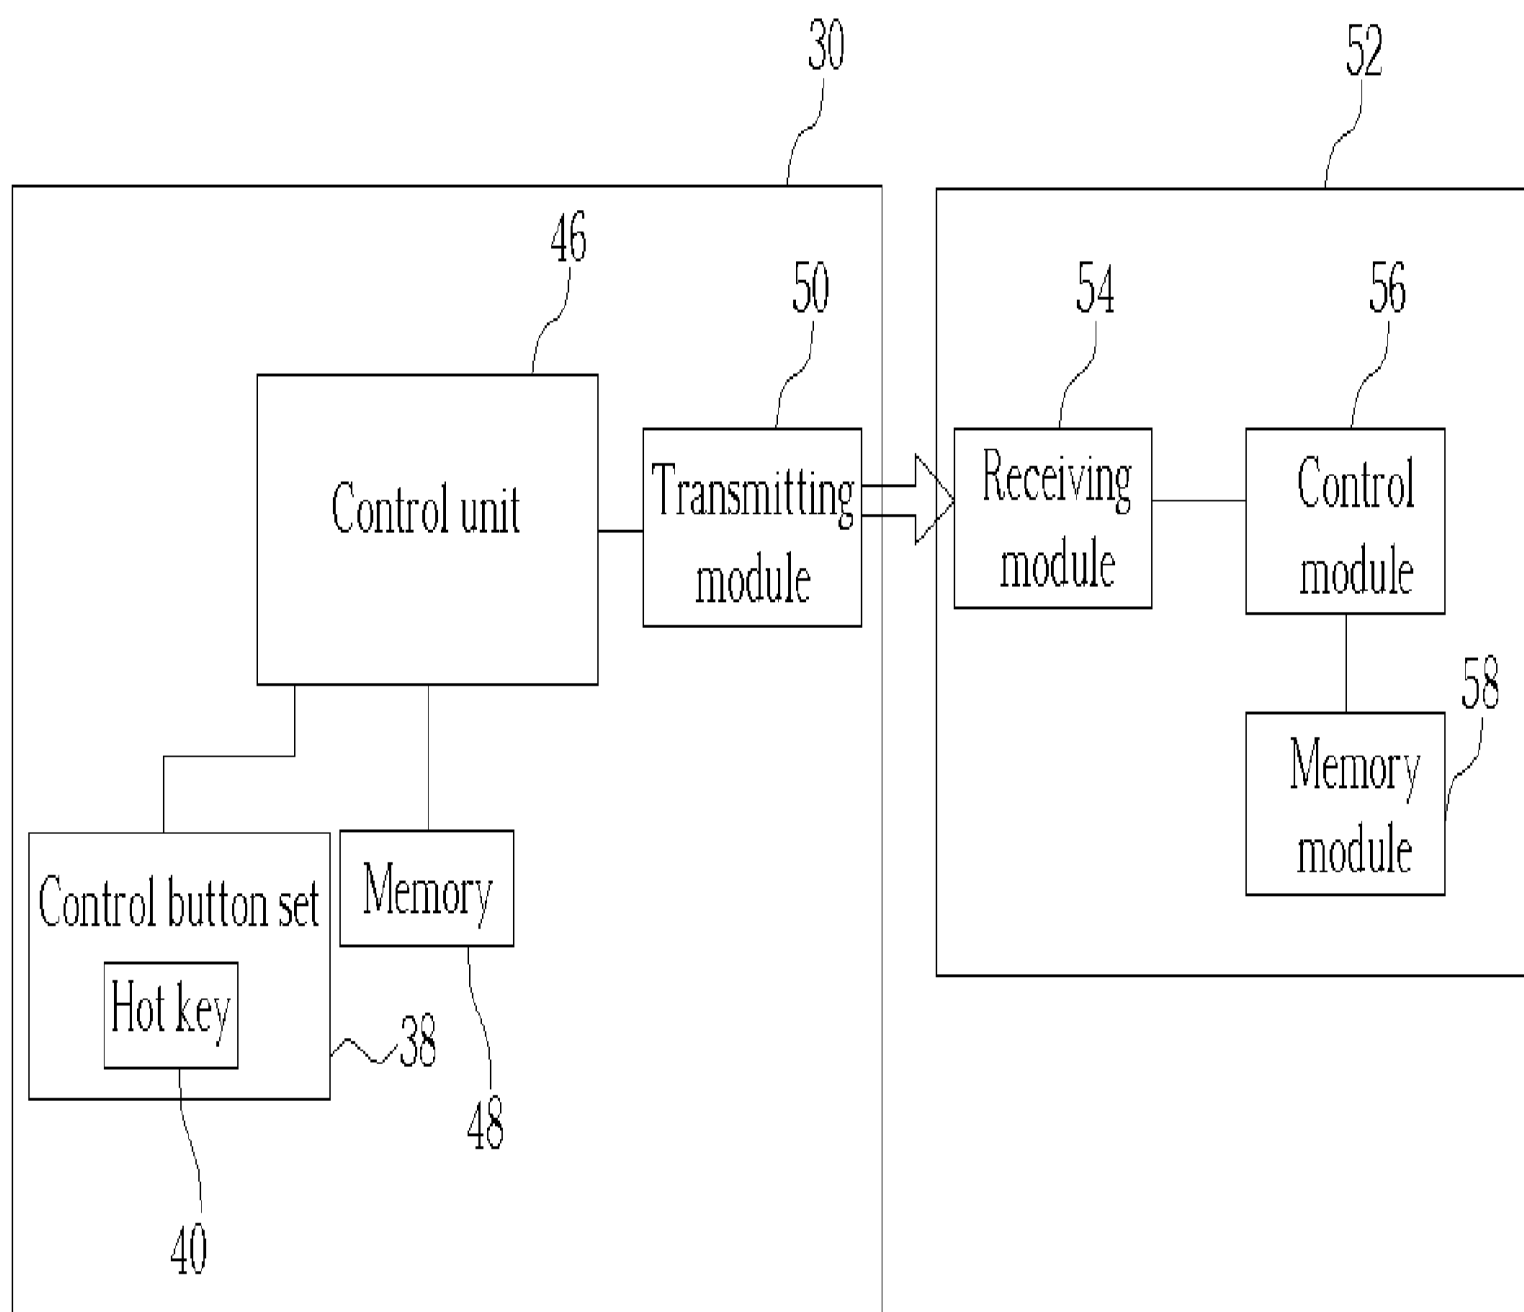 30
52
46
50
54
56
Control unit
Transmitting
module
Receiving
module
Control
module
58
Memory
module
Control button set
Hot key
Memory
38
48
40